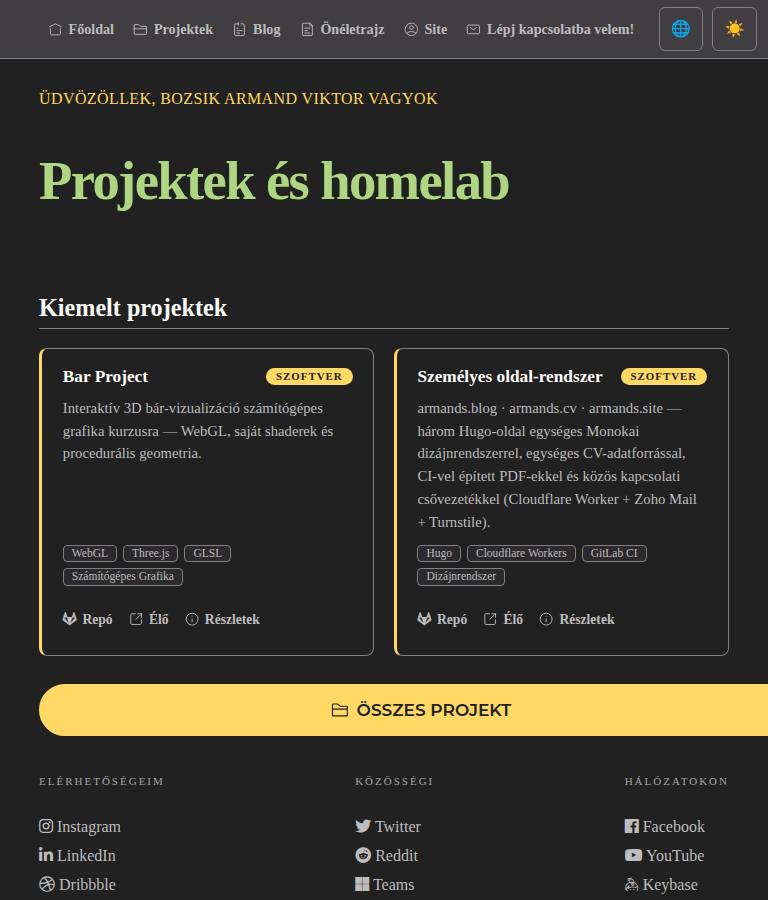 Főoldal Projektek Blog Önéletrajz Site Lépj kapcsolatba velem!
ÜDVÖZÖLLEK, BOZSIK ARMAND VIKTOR VAGYOK
Projektek és homelab
Kiemelt projektek
Bar Project SZOFTVER
Interaktív 3D bár-vizualizáció számítógépes
grafika kurzusra — WebGL, saját shaderek és
procedurális geometria.
WebGL Three.js GLSL
Számítógépes Grafika
Repó Élő Részletek
Személyes oldal-rendszer SZOFTVER
armands.blog · armands.cv · armands.site —
három Hugo-oldal egységes Monokai
dizájnrendszerrel, egységes CV-adatforrással,
CI-vel épített PDF-ekkel és közös kapcsolati
csővezetékkel (Cloudflare Worker + Zoho Mail
+ Turnstile).
Hugo Cloudflare Workers GitLab CI
Dizájnrendszer
Repó Élő Részletek
ÖSSZES PROJEKT
ELÉRHETŐSÉGEIM
Instagram
LinkedIn
Dribbble
KÖZÖSSÉGI
Twitter
Reddit
Teams
HÁLÓZATOKON
Facebook
YouTube
Keybase